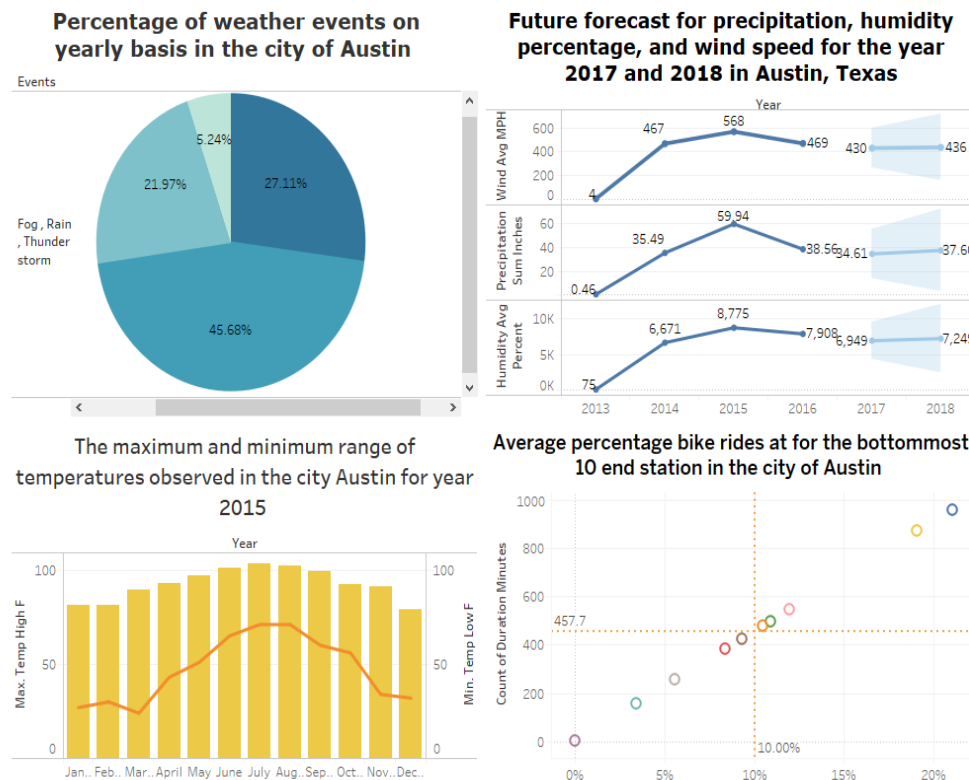 Percentage of weather events on
yearly basis in the city of Austin
Events
5.24%
27.11%
21.97%
Fog , Rain
, Thunder
storm
45.68%
Future forecast for precipitation, humidity
percentage, and wind speed for the year
2017 and 2018 in Austin, Texas
Year
Wind Avg MPH
600
400
200
0
4
467
568
469
430
436
Precipitation
Sum Inches
60
40
20
0.46
35.49
59.94
38.56
34.61
37.60
Humidity Avg
Percent
10K
5K
0K
75
6,671
8,775
7,908
6,949
7,249
2013 2014 2015 2016 2017 2018
The maximum and minimum range of
temperatures observed in the city Austin for year
2015
Year
Max. Temp High F
100
50
0
Min. Temp Low F
100
50
0
Jan.. Feb.. Mar.. April May June July Aug.. Sep.. Oct.. Nov.. Dec..
Average percentage bike rides at for the bottommost
10 end station in the city of Austin
Count of Duration Minutes
1000
800
600
400
200
0
457.7
10.00%
0% 5% 10% 15% 20%